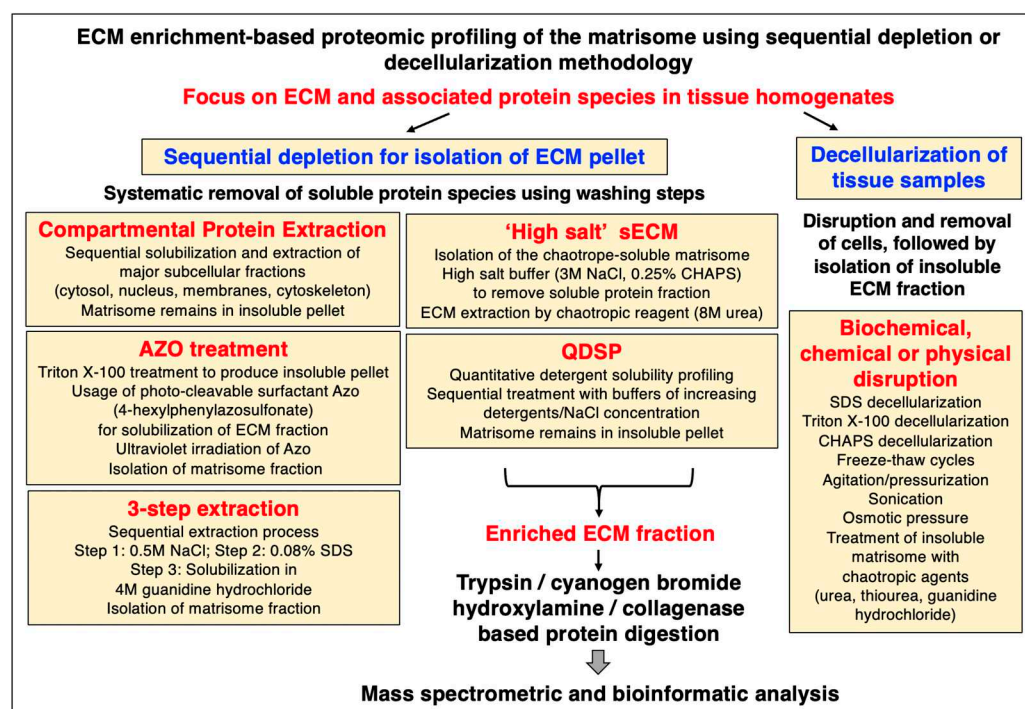 ECM enrichment-based proteomic profiling of the matrisome using sequential depletion or
decellularization methodology
Focus on ECM and associated protein species in tissue homogenates
Sequential depletion for isolation of ECM pellet
Systematic removal of soluble protein species using washing steps
Compartmental Protein Extraction
Sequential solubilization and extraction of
major subcellular fractions
(cytosol, nucleus, membranes, cytoskeleton)
Matrisome remains in insoluble pellet
AZO treatment
Triton X-100 treatment to produce insoluble pellet
Usage of photo-cleavable surfactant Azo
(4-hexylphenylazosulfonate)
for solubilization of ECM fraction
Ultraviolet irradiation of Azo
Isolation of matrisome fraction
3-step extraction
Sequential extraction process
Step 1: 0.5M NaCl; Step 2: 0.08% SDS
Step 3: Solubilization in
4M guanidine hydrochloride
Isolation of matrisome fraction
‘High salt’ sECM
Isolation of the chaotrope-soluble matrisome
High salt buffer (3M NaCl, 0.25% CHAPS)
to remove soluble protein fraction
ECM extraction by chaotropic reagent (8M urea)
QDSP
Quantitative detergent solubility profiling
Sequential treatment with buffers of increasing
detergents/NaCl concentration
Matrisome remains in insoluble pellet
Enriched ECM fraction
Trypsin / cyanogen bromide
hydroxylamine / collagenase
based protein digestion
Mass spectrometric and bioinformatic analysis
Decellularization of
tissue samples
Disruption and removal
of cells, followed by
isolation of insoluble
ECM fraction
Biochemical,
chemical or physical
disruption
SDS decellularization
Triton X-100 decellularization
CHAPS decellularization
Freeze-thaw cycles
Agitation/pressurization
Sonication
Osmotic pressure
Treatment of insoluble
matrisome with
chaotropic agents
(urea, thiourea, guanidine
hydrochloride)